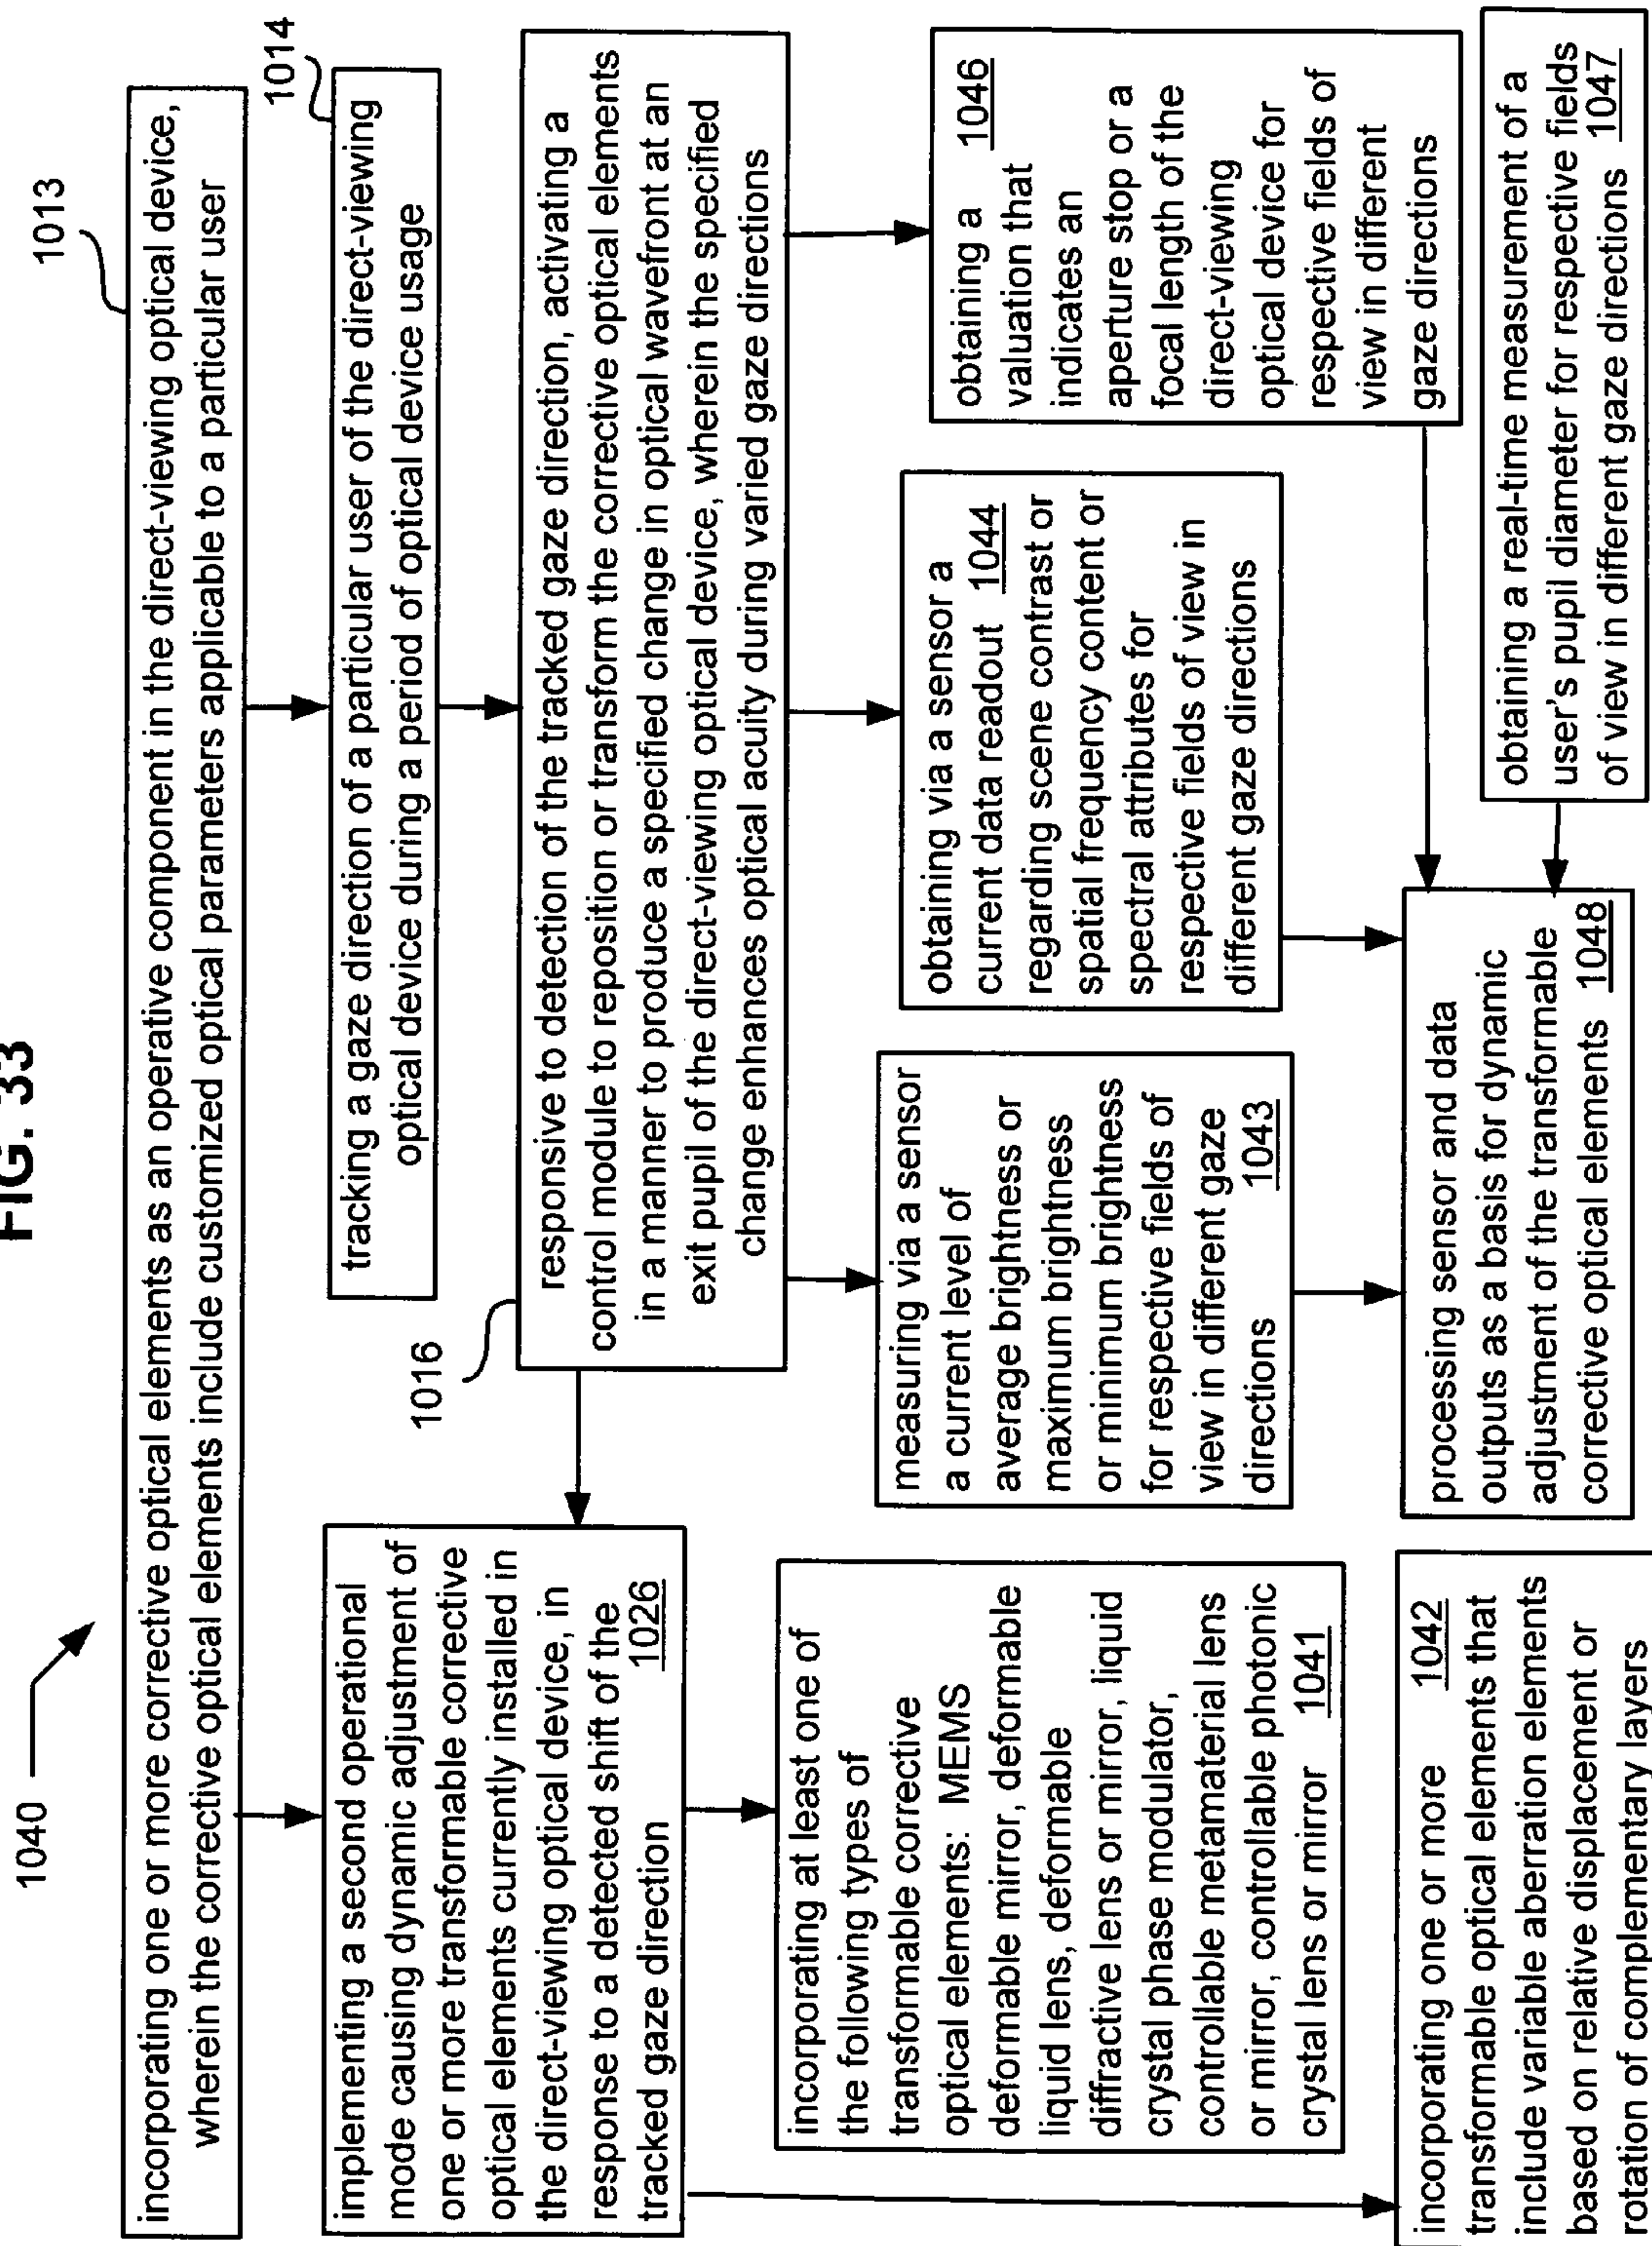 FIG. 33
1040
1013
incorporating one or more corrective optical elements as an operative component in the direct-viewing optical device,
wherein the corrective optical elements include customized optical parameters applicable to a particular user
1014
tracking a gaze direction of a particular user of the direct-viewing
optical device during a period of optical device usage
1016
responsive to detection of the tracked gaze direction, activating a
control module to reposition or transform the corrective optical elements
in a manner to produce a specified change in optical wavefront at an
exit pupil of the direct-viewing optical device, wherein the specified
change enhances optical acuity during varied gaze directions
implementing a second operational
mode causing dynamic adjustment of
one or more transformable corrective
optical elements currently installed in
the direct-viewing optical device, in
response to a detected shift of the
tracked gaze direction 1026
incorporating at least one of
the following types of
transformable corrective
optical elements: MEMS
deformable mirror, deformable
liquid lens, deformable
diffractive lens or mirror, liquid
crystal phase modulator,
controllable metamaterial lens
or mirror, controllable photonic
crystal lens or mirror 1041
incorporating one or more 1042
transformable optical elements that
include variable aberration elements
based on relative displacement or
rotation of complementary layers
measuring via a sensor
a current level of
average brightness or
maximum brightness
or minimum brightness
for respective fields of
view in different gaze
directions 1043
obtaining via a sensor a
current data readout 1044
regarding scene contrast or
spatial frequency content or
spectral attributes for
respective fields of view in
different gaze directions
obtaining a 1046
valuation that
indicates an
aperture stop or a
focal length of the
direct-viewing
optical device for
respective fields of
view in different
gaze directions
obtaining a real-time measurement of a
user's pupil diameter for respective fields
of view in different gaze directions 1047
processing sensor and data
outputs as a basis for dynamic
adjustment of the transformable
corrective optical elements 1048